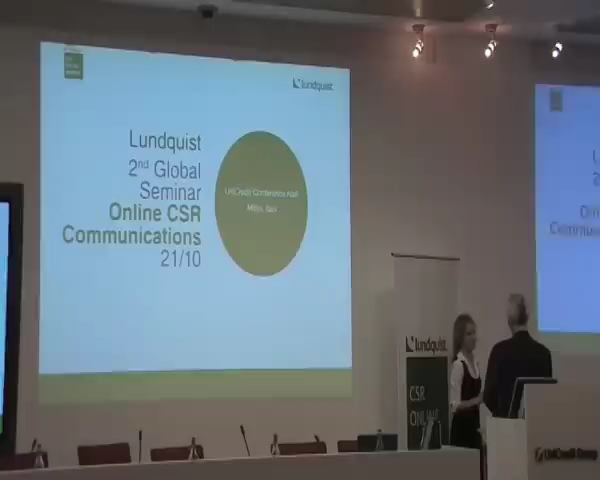 lundquist
Lundquist
2nd Global
Seminar
Online CSR
Communications
21/10
UniCredit Conference Hall
Milan, Italy
lundquist
CSR
ONLINE
UniCredit Group